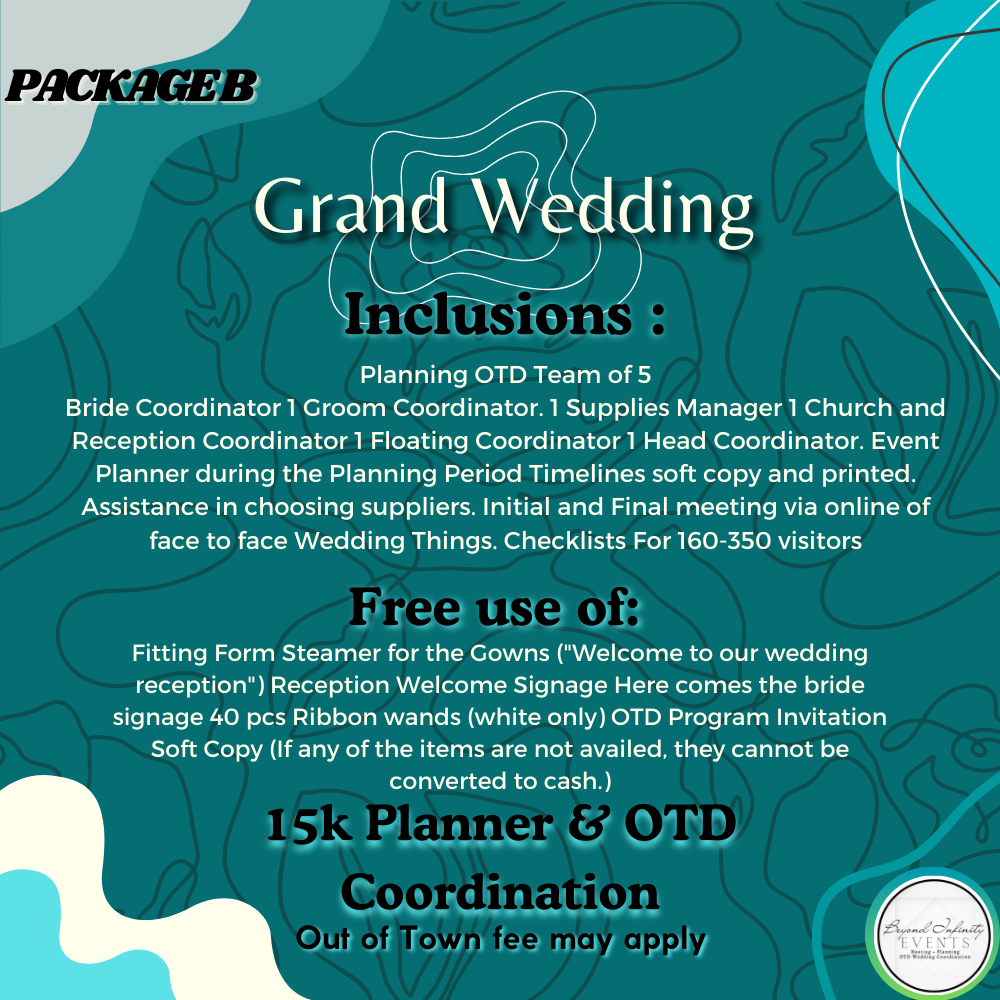 PACKAGE B
Grand Wedding
Inclusions :
Planning OTD Team of 5
Bride Coordinator 1 Groom Coordinator. 1 Supplies Manager 1 Church and
Reception Coordinator 1 Floating Coordinator 1 Head Coordinator. Event
Planner during the Planning Period Timelines soft copy and printed.
Assistance in choosing suppliers. Initial and Final meeting via online of
face to face Wedding Things. Checklists For 160-350 visitors
Free use of:
Fitting Form Steamer for the Gowns ("Welcome to our wedding
reception") Reception Welcome Signage Here comes the bride
signage 40 pcs Ribbon wands (white only) OTD Program Invitation
Soft Copy (If any of the items are not availed, they cannot be
converted to cash.)
15k Planner & OTD
Coordination
Out of Town fee may apply
Beyond Infinity
EVENTS
Hosting - Planning
OTD Wedding Coordination